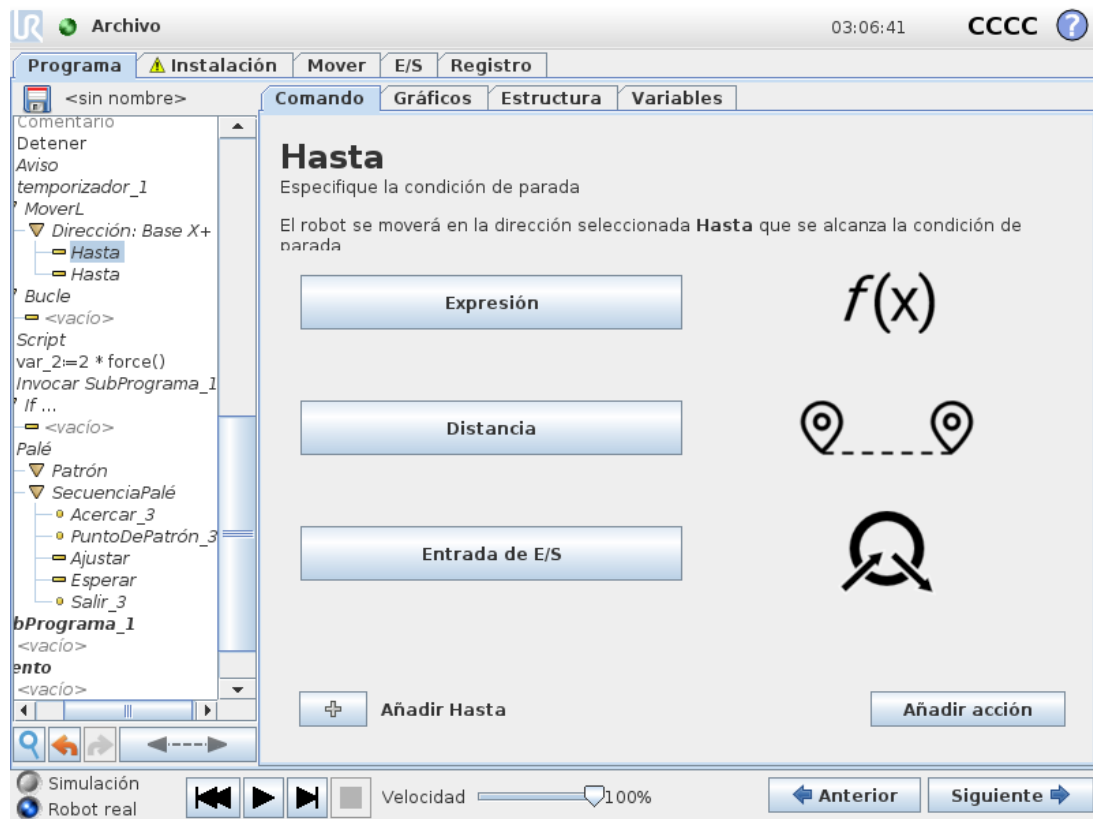 UR Archivo 03:06:41 CCCC ?
Programa Instalación Mover E/S Registro
<sin nombre> Comando Gráficos Estructura Variables
Comentario
Detener
Aviso
temporizador_1
MoverL
Dirección: Base X+
Hasta
Hasta
Bucle
<vacío>
Script
var_2:=2 * force()
Invocar SubPrograma_1
If ...
<vacío>
Palé
Patrón
SecuenciaPalé
Acercar_3
PuntoDePatrón_3
Ajustar
Esperar
Salir_3
bPrograma_1
<vacío>
ento
<vacío>
Hasta
Especifique la condición de parada
El robot se moverá en la dirección seleccionada Hasta que se alcanza la condición de
parada
Expresión f(x)
Distancia
Entrada de E/S
Añadir Hasta Añadir acción
Simulación
Robot real
Velocidad 100% Anterior Siguiente